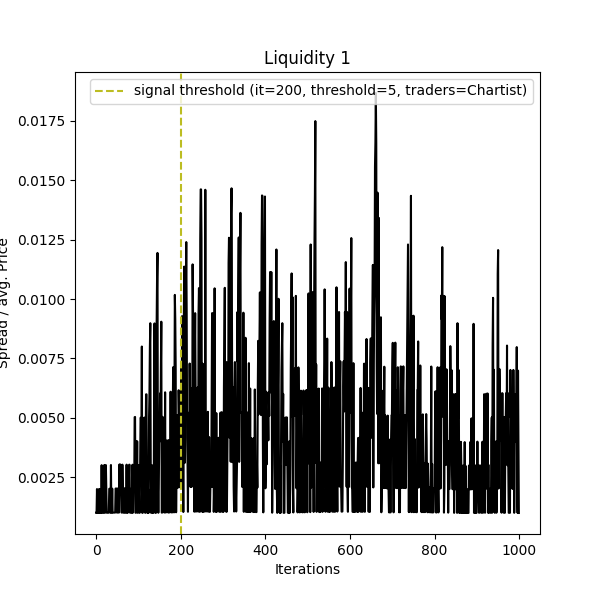 Liquidity 1
signal threshold (it=200, threshold=5, traders=Chartist)
Spread / avg. Price
0.0175
0.0150
0.0125
0.0100
0.0075
0.0050
0.0025
0 200 400 600 800 1000
Iterations